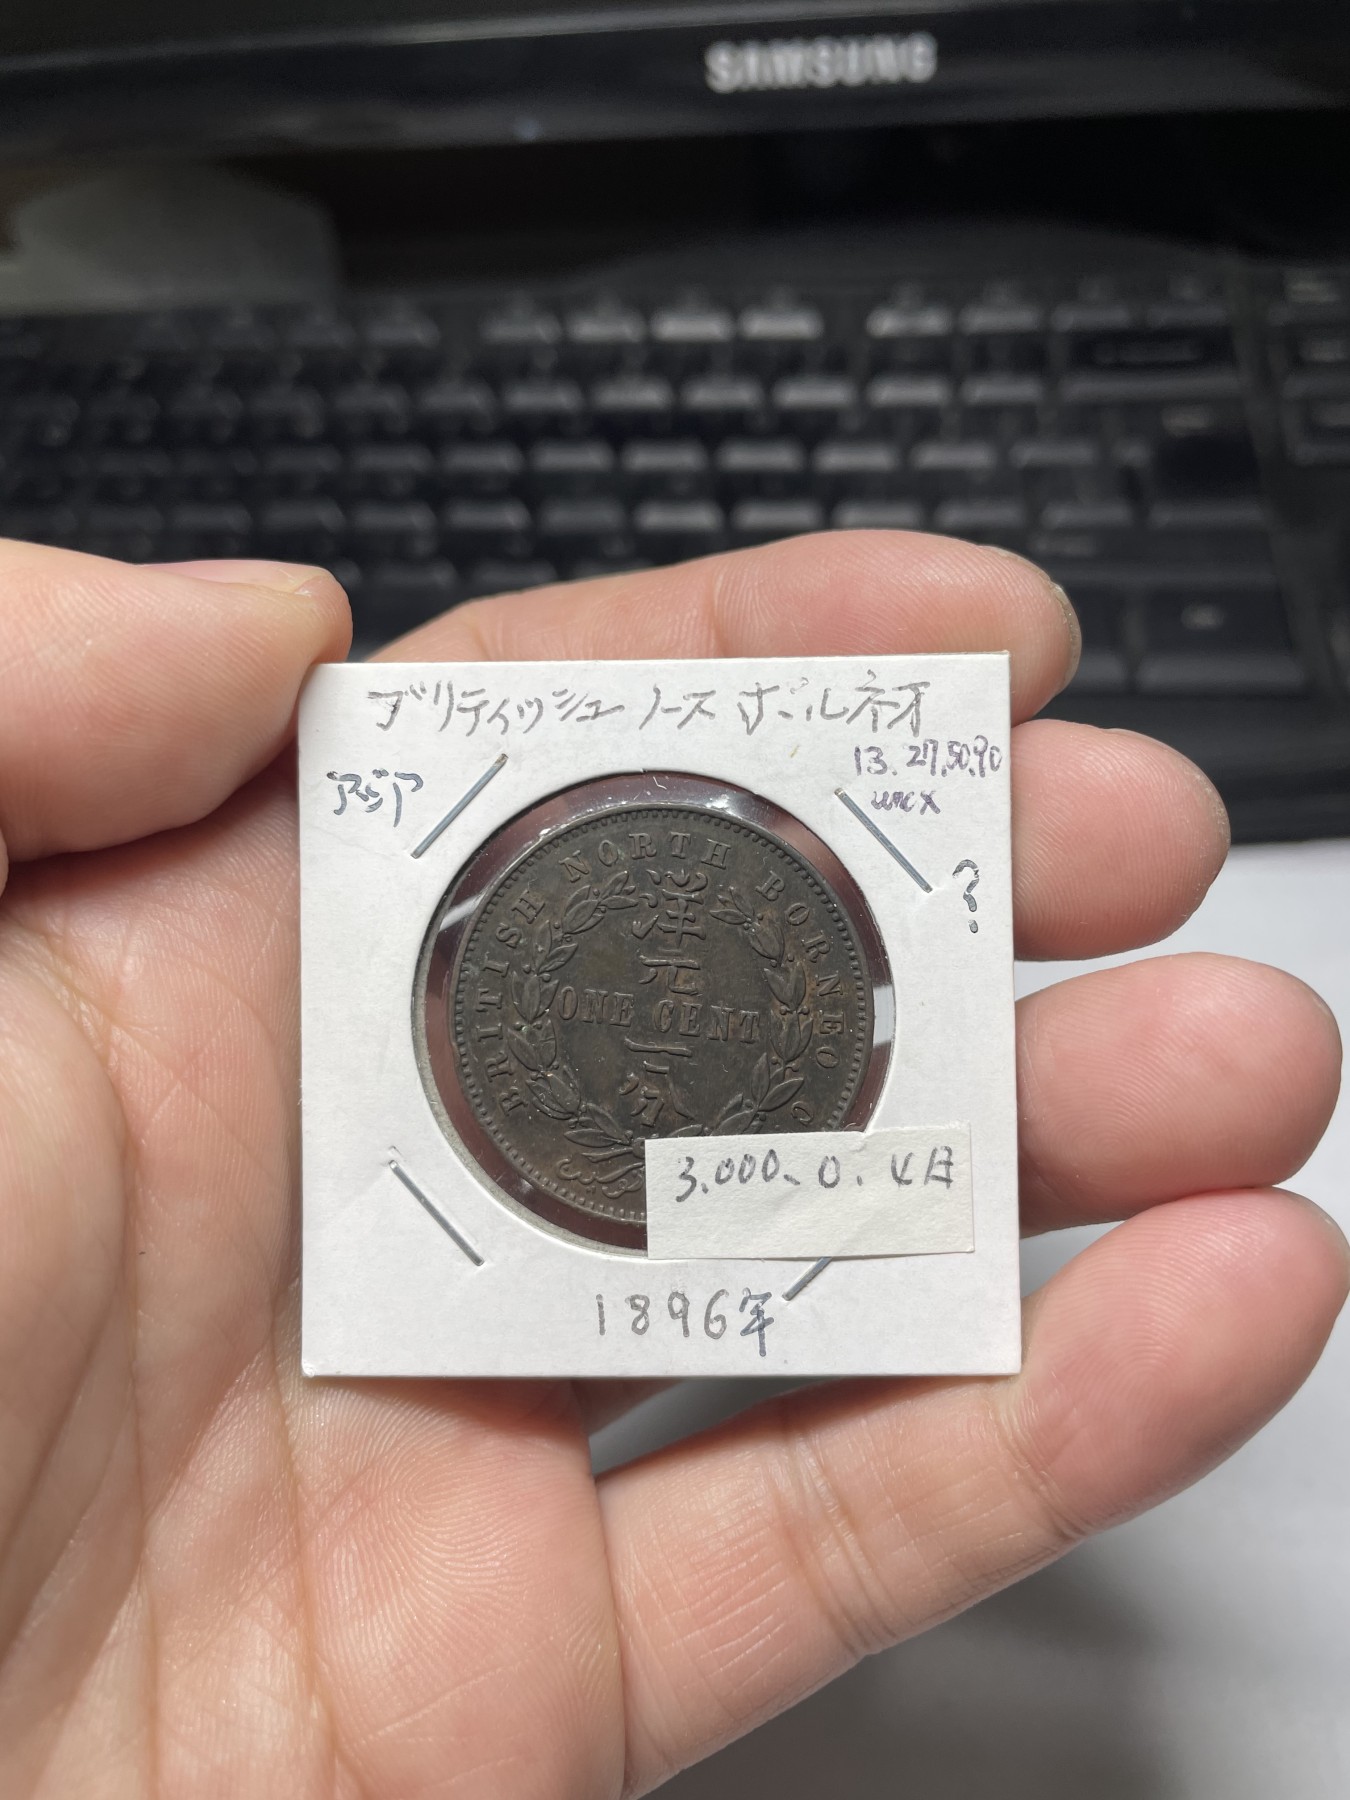 SAMSUNG
ブリティッシュ ノース ボルネオ
アジア
13.27.50.90
uncx
?
BRITISH NORTH BORNEO C
洋
元
ONE CENT
一
分
3.000、0.
1896年